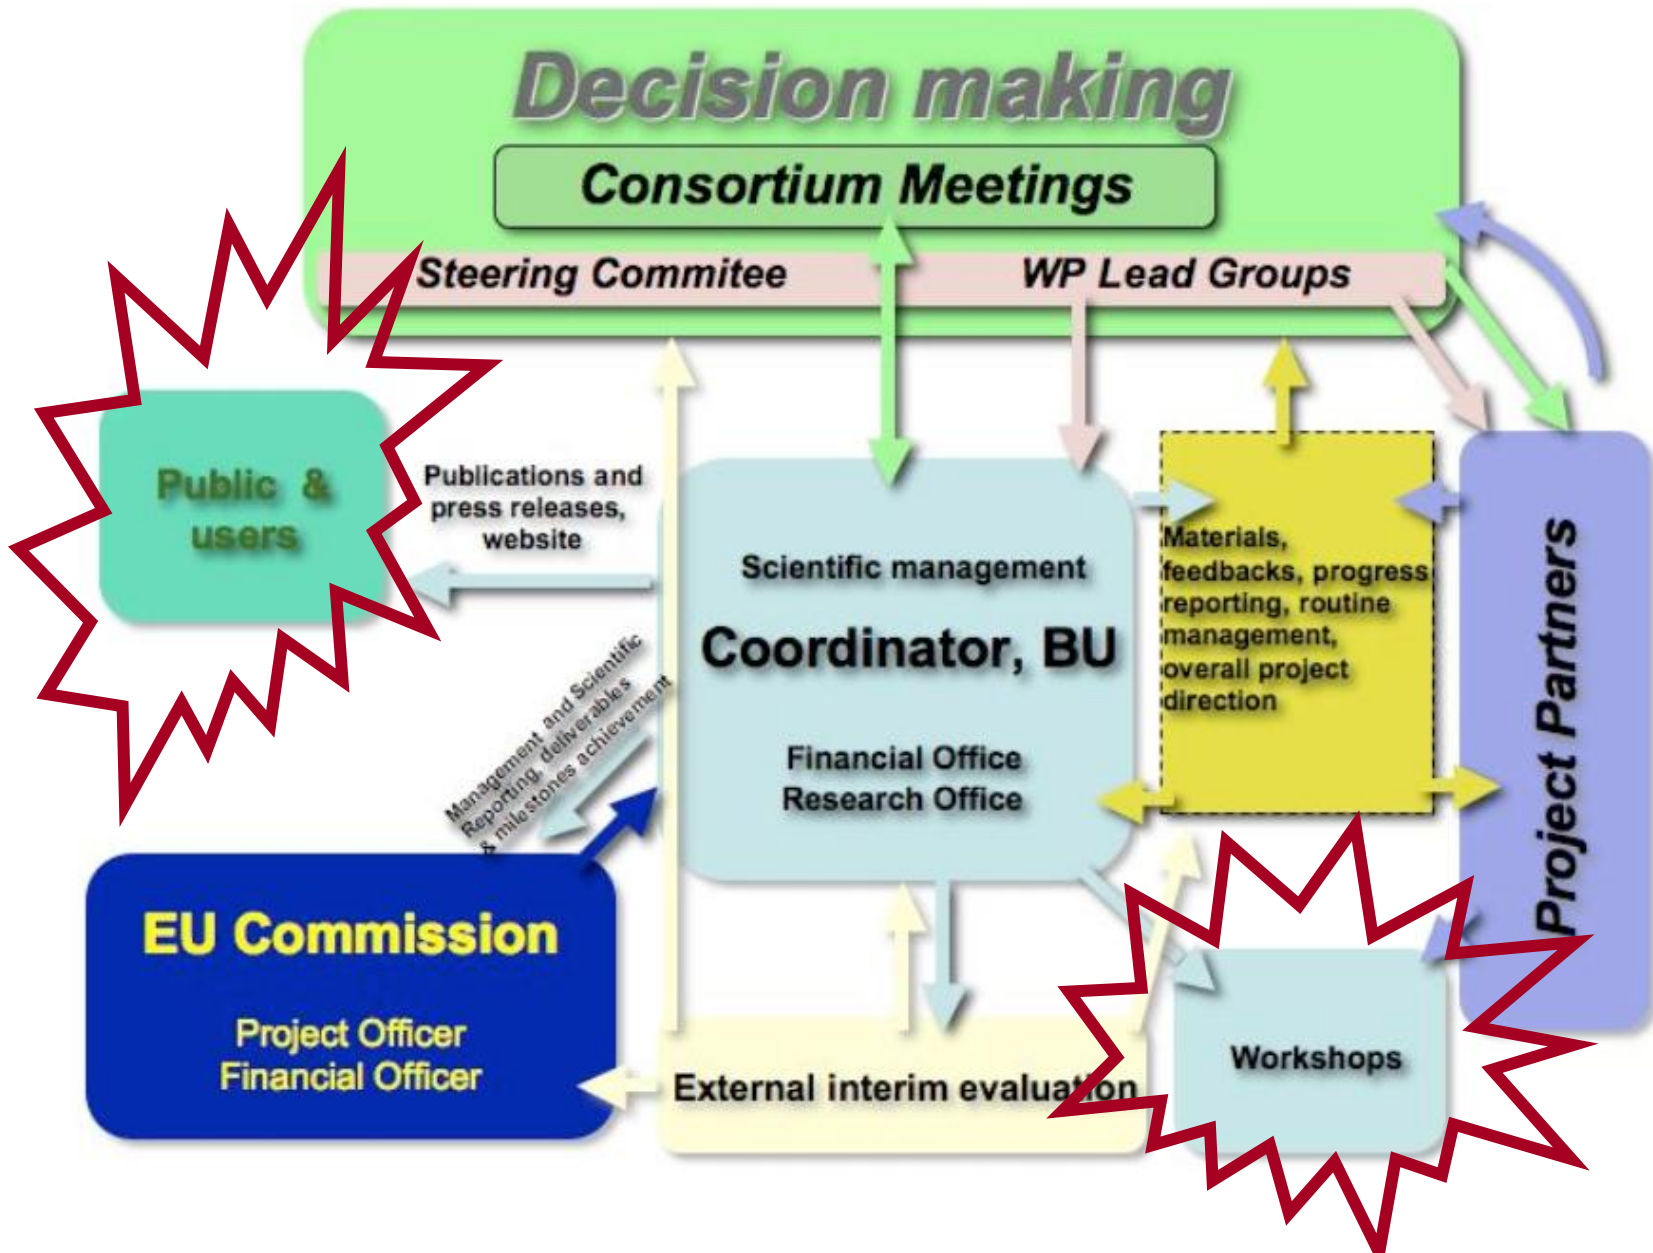 Decision making
Consortium Meetings
Steering Commitee
WP Lead Groups
Public &
users
Publications and
press releases,
website
Scientific management
Coordinator, BU
Financial Office
Research Office
Materials,
feedbacks, progress
reporting, routine
management,
overall project
direction
Project Partners
Management and Scientific
Reporting, deliverables
& milestones achievement
EU Commission
Project Officer
Financial Officer
External interim evaluation
Workshops